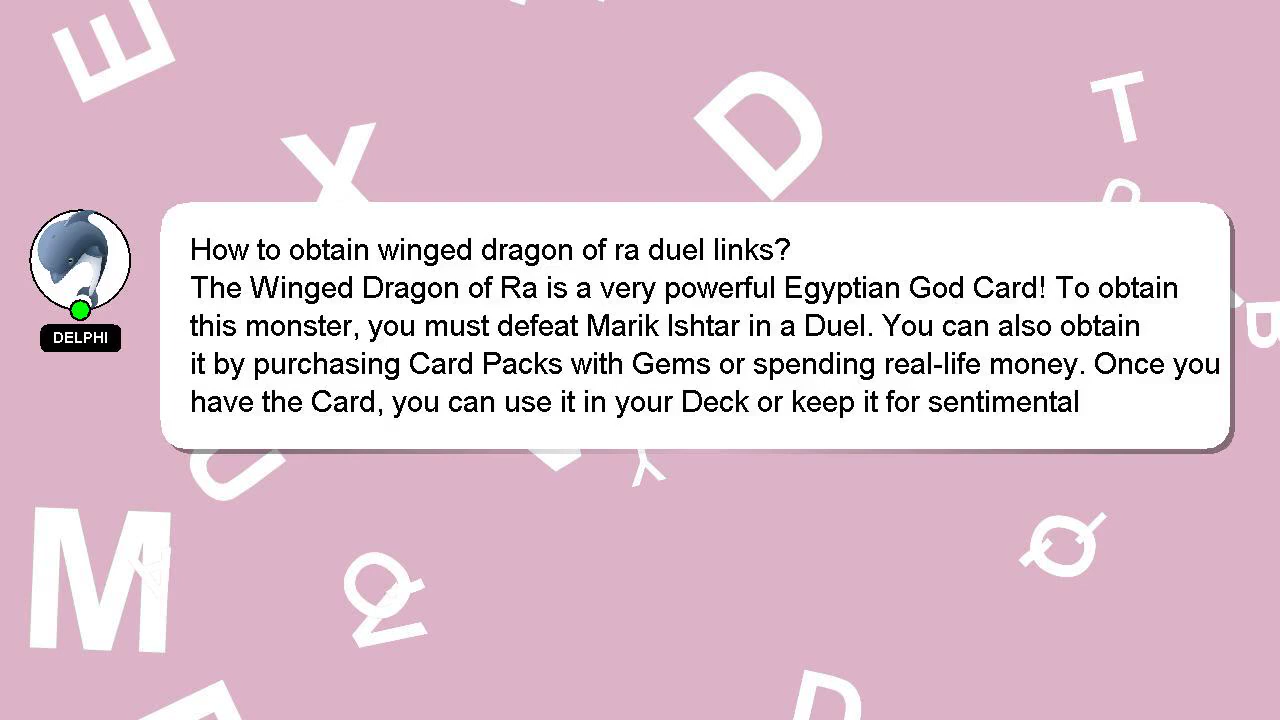 How to obtain winged dragon of ra duel links?
The Winged Dragon of Ra is a very powerful Egyptian God Card! To obtain
this monster, you must defeat Marik Ishtar in a Duel. You can also obtain
it by purchasing Card Packs with Gems or spending real-life money. Once you
have the Card, you can use it in your Deck or keep it for sentimental
DELPHI
E
X
D
T
D
B
Y
M
Q
Z
Q
D